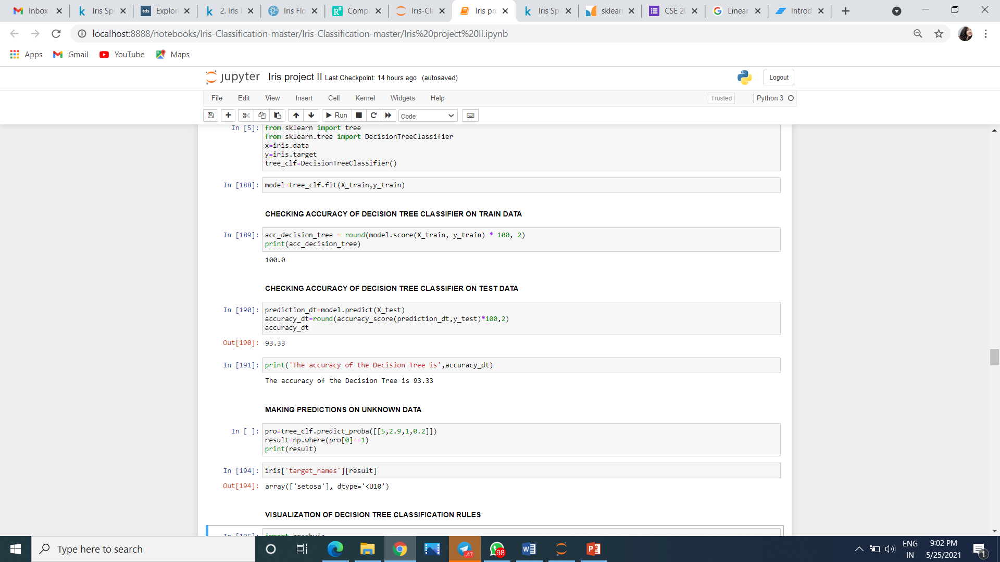 Inbox
Iris Sp
tds Explor
2. Iris D
Iris Flo
RG Comp
Iris-Cla
Iris pro
Iris Sp
sklear
CSE 20
Linear
Introd
localhost:8888/notebooks/Iris-Classification-master/Iris-Classification-master/Iris%20project%20II.ipynb
Apps Gmail YouTube Maps
jupyter Iris project II Last Checkpoint: 14 hours ago (autosaved) Logout
File Edit View Insert Cell Kernel Widgets Help Trusted Python 3
Run Code
In [5]: from sklearn import tree
from sklearn.tree import DecisionTreeClassifier
x=iris.data
y=iris.target
tree_clf=DecisionTreeClassifier()
In [188]: model=tree_clf.fit(X_train,y_train)
CHECKING ACCURACY OF DECISION TREE CLASSIFIER ON TRAIN DATA
In [189]: acc_decision_tree = round(model.score(X_train, y_train) * 100, 2)
print(acc_decision_tree)
100.0
CHECKING ACCURACY OF DECISION TREE CLASSIFIER ON TEST DATA
In [190]: prediction_dt=model.predict(X_test)
accuracy_dt=round(accuracy_score(prediction_dt,y_test)*100,2)
accuracy_dt
Out[190]: 93.33
In [191]: print('The accuracy of the Decision Tree is',accuracy_dt)
The accuracy of the Decision Tree is 93.33
MAKING PREDICTIONS ON UNKNOWN DATA
In [ ]: pro=tree_clf.predict_proba([[5,2.9,1,0.2]])
result=np.where(pro[0]==1)
print(result)
In [194]: iris['target_names'][result]
Out[194]: array(['setosa'], dtype='<U10')
VISUALIZATION OF DECISION TREE CLASSIFICATION RULES
In [195]: import graphviz
Type here to search
..47
98
ENG
IN
9:02 PM
5/25/2021
1